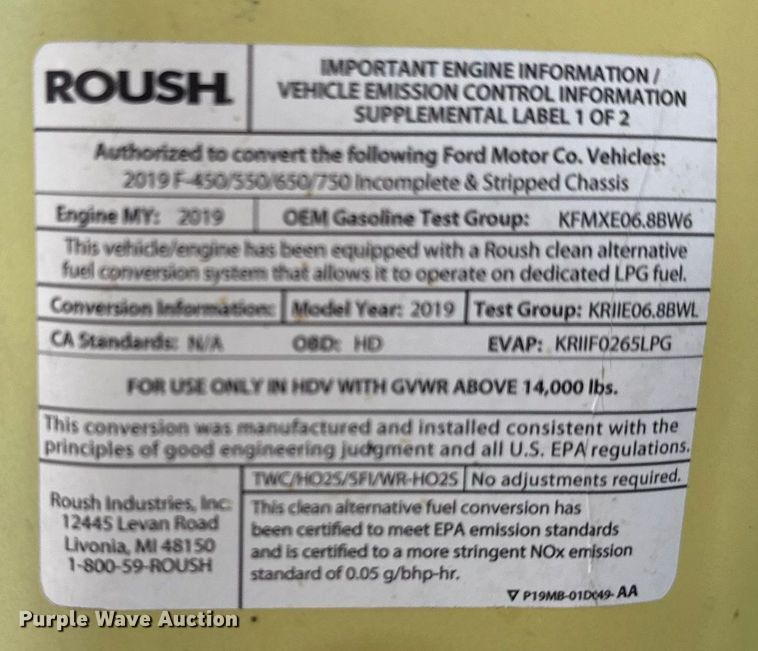 ROUSH
IMPORTANT ENGINE INFORMATION /
VEHICLE EMISSION CONTROL INFORMATION
SUPPLEMENTAL LABEL 1 OF 2
Authorized to convert the following Ford Motor Co. Vehicles:
2019 F-450/550/650/750 Incomplete & Stripped Chassis
Engine MY: 2019 OEM Gasoline Test Group: KFMXE06.8BW6
This vehicle/engine has been equipped with a Roush clean alternative
fuel conversion system that allows it to operate on dedicated LPG fuel.
Conversion Information: Model Year: 2019 Test Group: KRIIE06.8BWL
CA Standards: N/A OBD: HD EVAP: KRIIF0265LPG
FOR USE ONLY IN HDV WITH GVWR ABOVE 14,000 lbs.
This conversion was manufactured and installed consistent with the
principles of good engineering judgment and all U.S. EPA regulations.
Roush Industries, Inc.
12445 Levan Road
Livonia, MI 48150
1-800-59-ROUSH
TWC/HO2S/SFI/WR-HO2S No adjustments required.
This clean alternative fuel conversion has
been certified to meet EPA emission standards
and is certified to a more stringent NOx emission
standard of 0.05 g/bhp-hr.
P19MB-01D049-AA
Purple Wave Auction